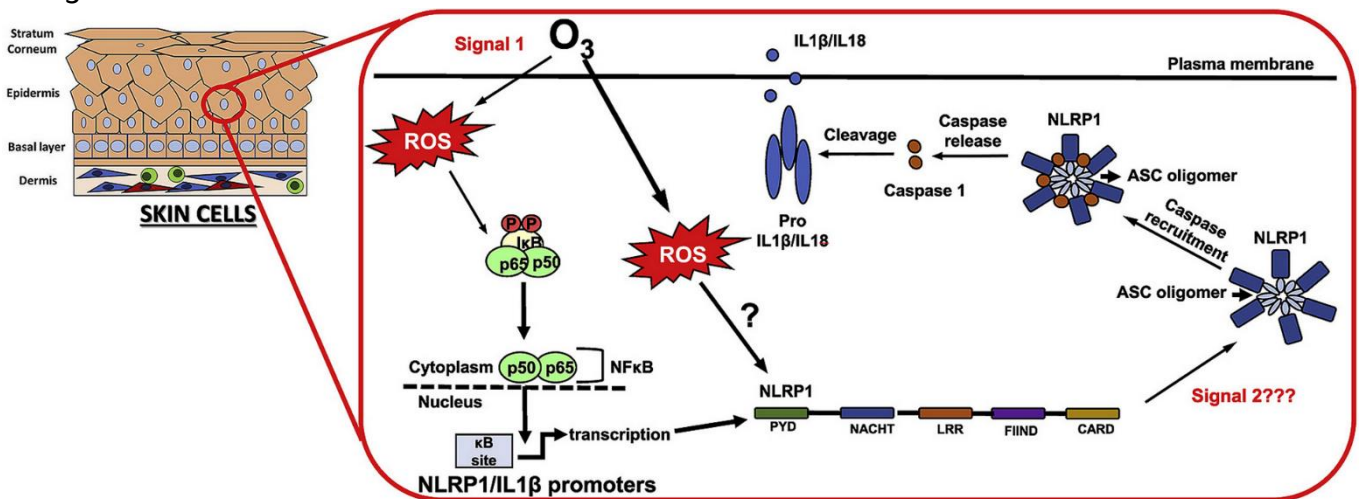 Stratum
Corneum
Epidermis
Basal layer
Dermis
SKIN CELLS
Signal 1
O3
IL1β/IL18
Plasma membrane
ROS
Cleavage
Caspase
release
Caspase 1
NLRP1
ASC oligomer
Pro
IL1β/IL18
Caspase
recruitment
NLRP1
ASC oligomer
P P
IκB
p65 p50
ROS
?
Cytoplasm
p50 p65
NFκB
Nucleus
κB
site
transcription
NLRP1/IL1β promoters
NLRP1
PYD
NACHT
LRR
FIIND
CARD
Signal 2???